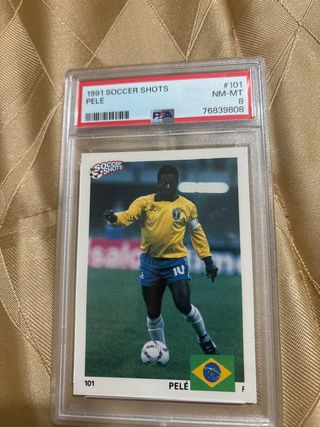 1991 SOCCER SHOTS
#101
PELE
NM-MT
8
PSA
76839808
SOCCER
SHOTS
10
101
PELÉ
F